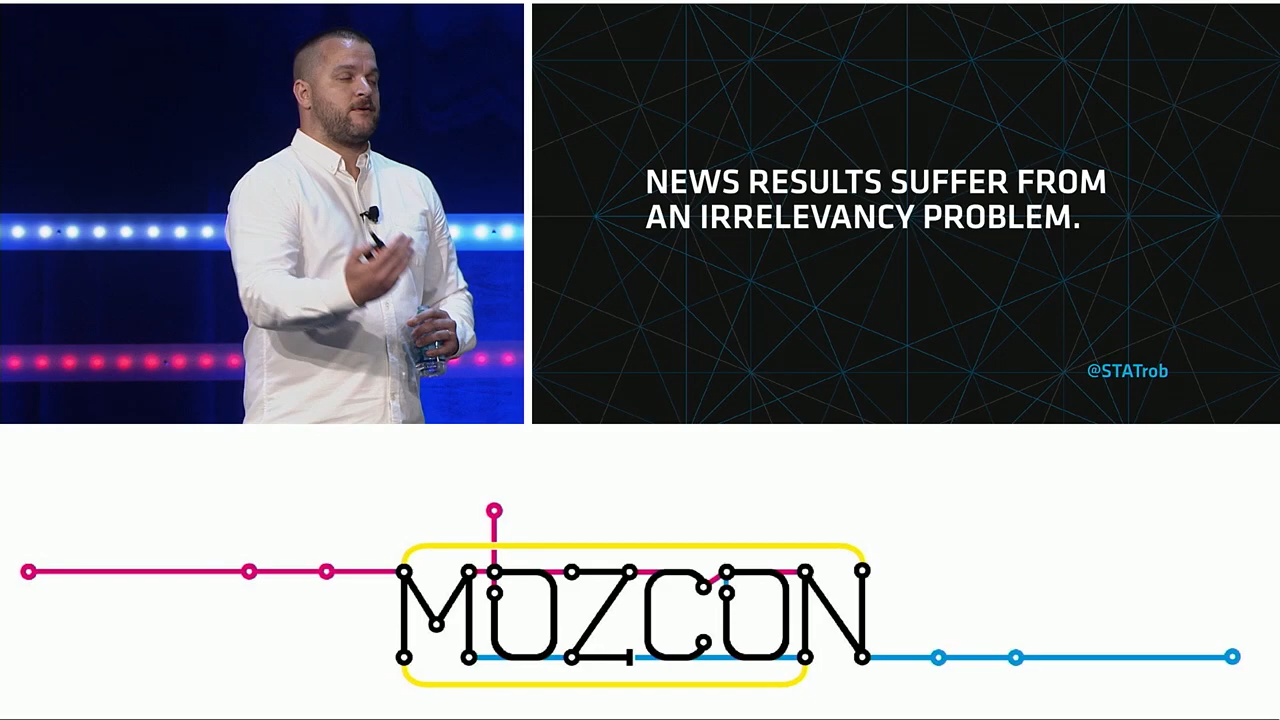 NEWS RESULTS SUFFER FROM
AN IRRELEVANCY PROBLEM.
@STATrob
MOZCON